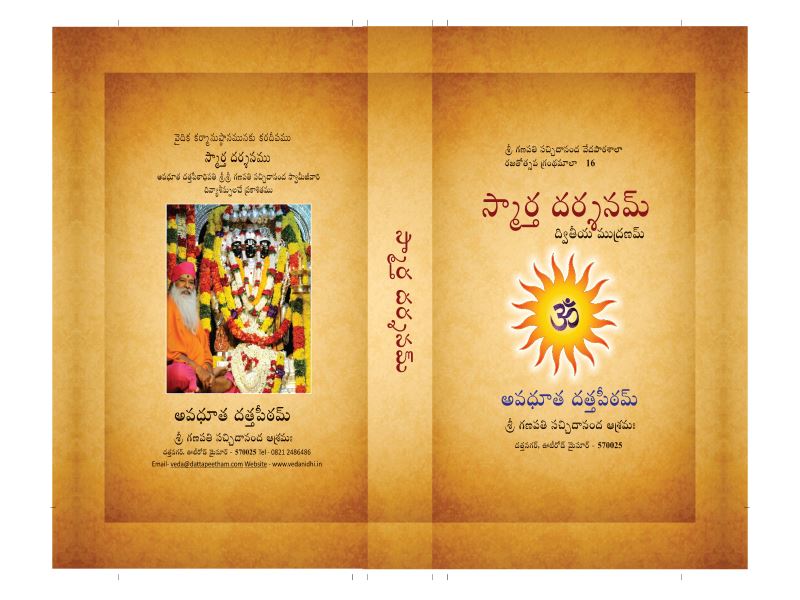 వైదిక కర్మానుష్ఠానమునకు కరదీపము
స్మార్త దర్శనము
అవధూత దత్తపీఠాధిపతి శ్రీ శ్రీ గణపతి సచ్చిదానంద స్వామీజీవారి
దివ్యాశీస్సులచే ప్రకాశితము
అవధూత దత్తపీఠమ్
శ్రీ గణపతి సచ్చిదానంద ఆశ్రమః
దత్తనగర్, ఊటీరోడ్ మైసూర్ - 570025 Tel - 0821 2486486
Email- veda@dattapeetham.com Website - www.vedanidhi.in
స్మార్త దర్శనమ్
శ్రీ గణపతి సచ్చిదానంద వేదపాఠశాలా
రజతోత్సవ గ్రంథమాలా 16
స్మార్త దర్శనమ్
ద్వితీయ ముద్రణమ్
ॐ
అవధూత దత్తపీఠమ్
శ్రీ గణపతి సచ్చిదానంద ఆశ్రమః
దత్తనగర్, ఊటీరోడ్ మైసూర్ - 570025